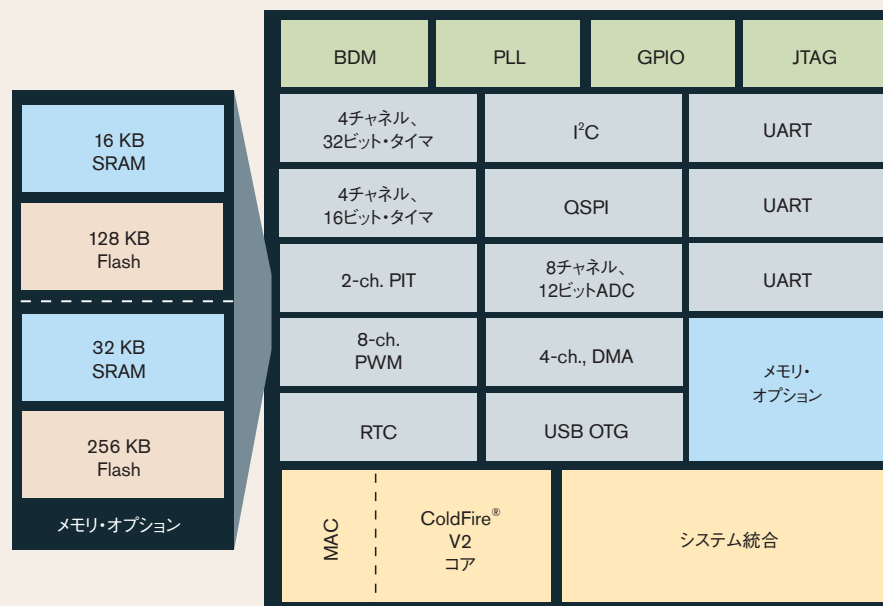 16 KB
SRAM
128 KB
Flash
32 KB
SRAM
256 KB
Flash
メモリ・オプション
BDM
PLL
GPIO
JTAG
4チャネル、
32ビット・タイマ
I²C
UART
4チャネル、
16ビット・タイマ
QSPI
UART
2-ch. PIT
8チャネル、
12ビットADC
UART
8-ch.
PWM
4-ch., DMA
メモリ・
オプション
RTC
USB OTG
MAC
ColdFire®
V2
コア
システム統合